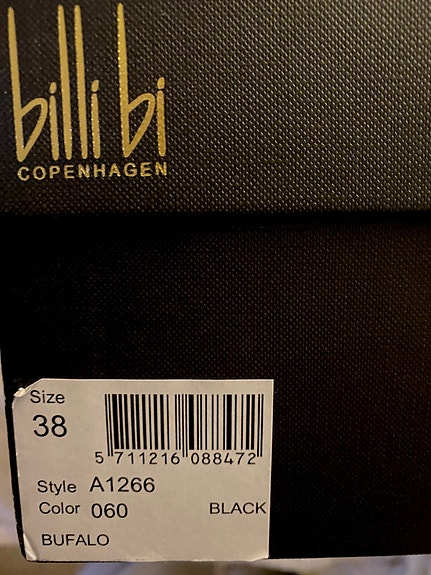 billi bi
COPENHAGEN
Size
38
5 711216 088472
Style A1266
Color 060 BLACK
BUFALO